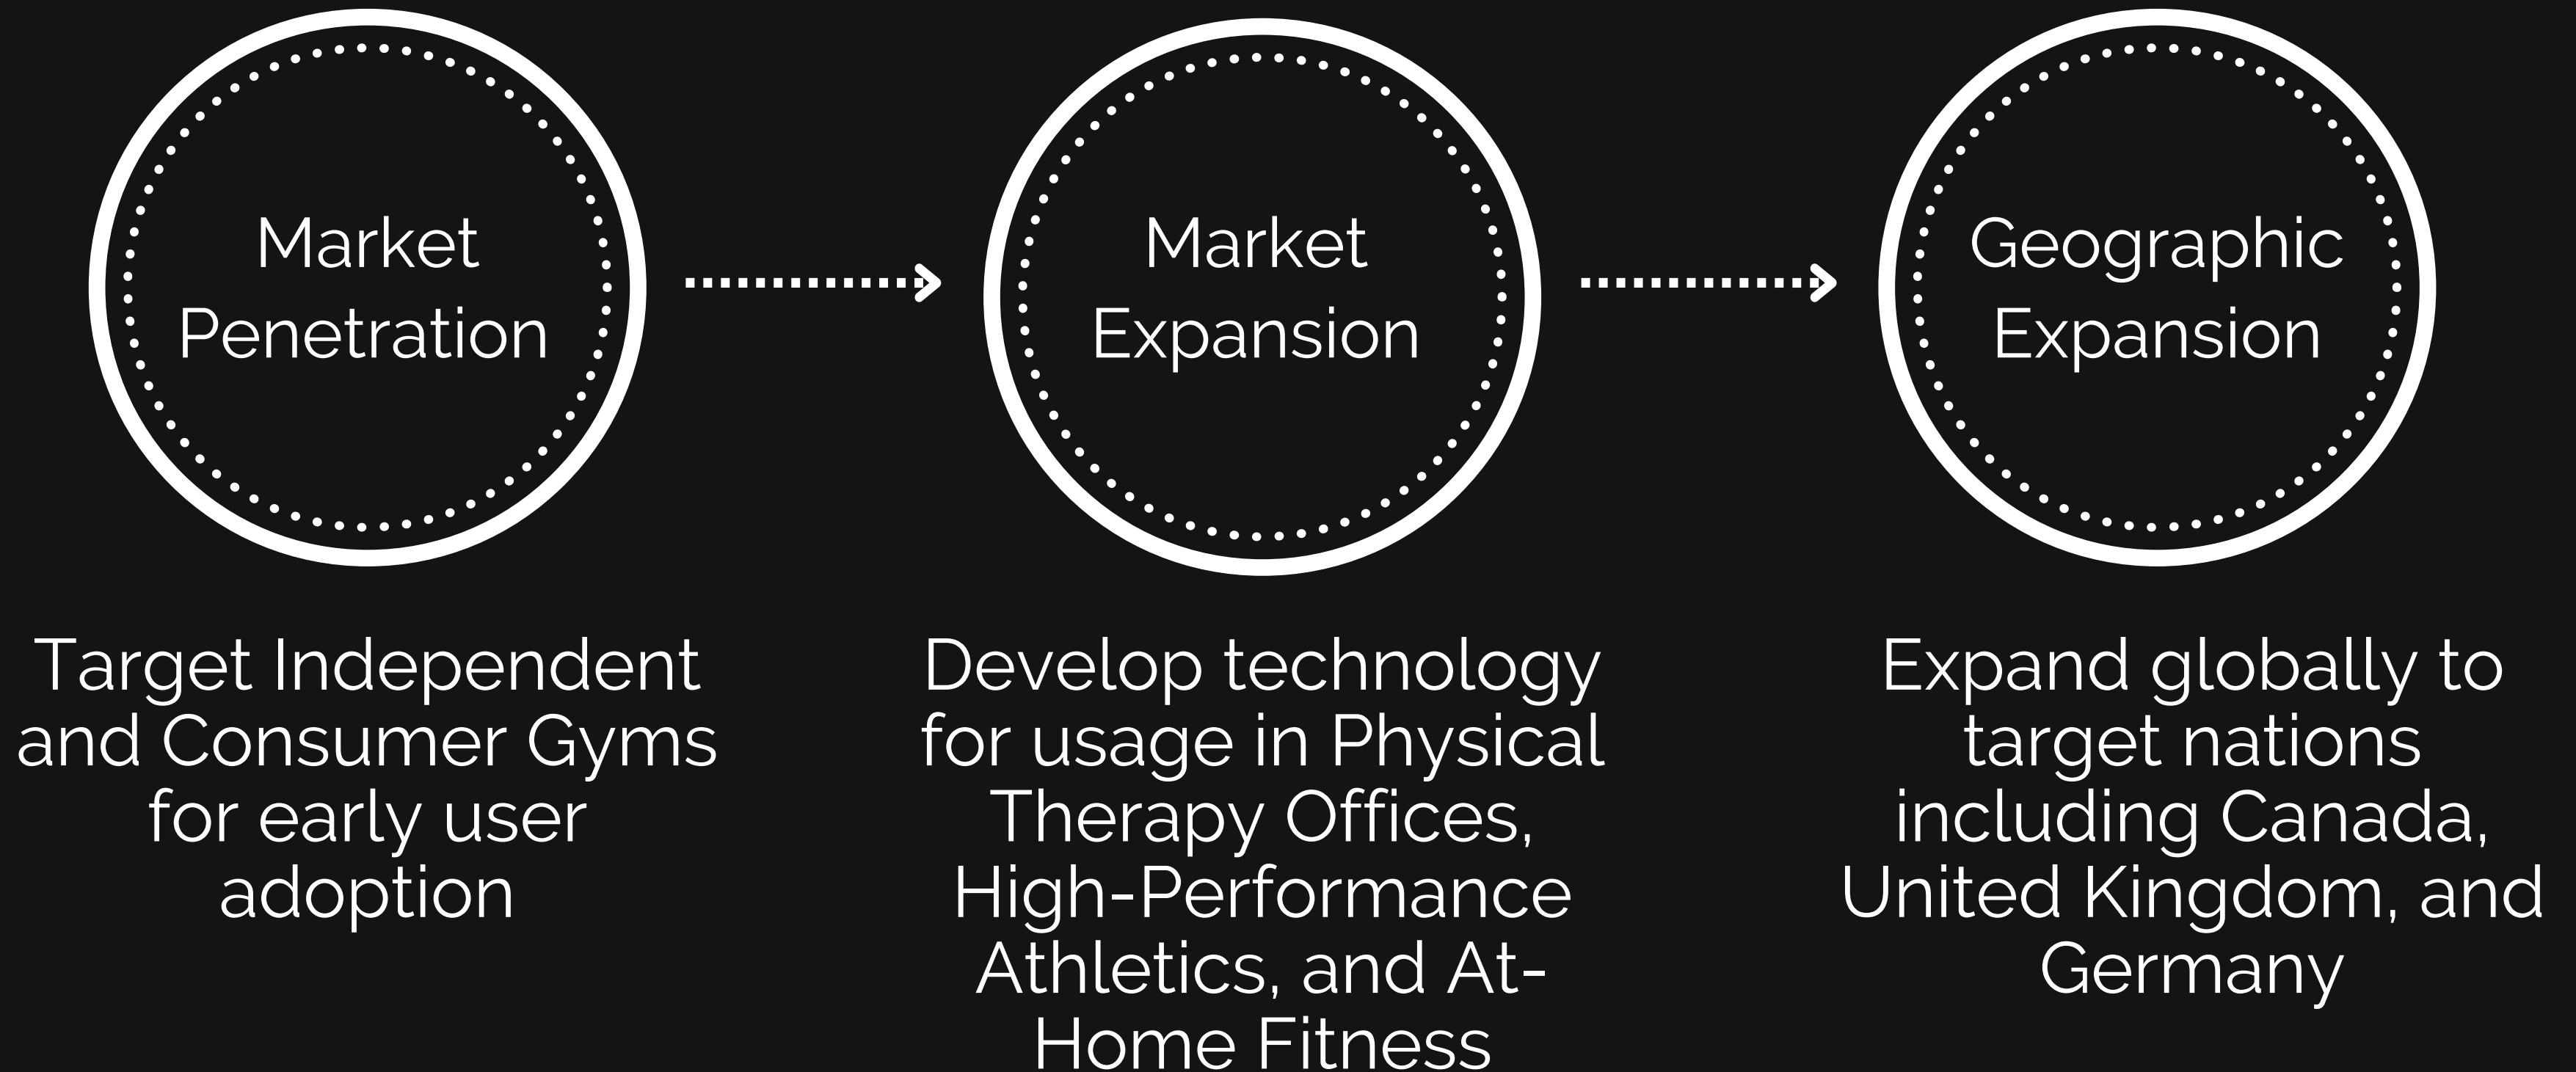 Market
Penetration
Market
Expansion
Geographic
Expansion
Target Independent
and Consumer Gyms
for early user
adoption
Develop technology
for usage in Physical
Therapy Offices,
High-Performance
Athletics, and At-
Home Fitness
Expand globally to
target nations
including Canada,
United Kingdom, and
Germany